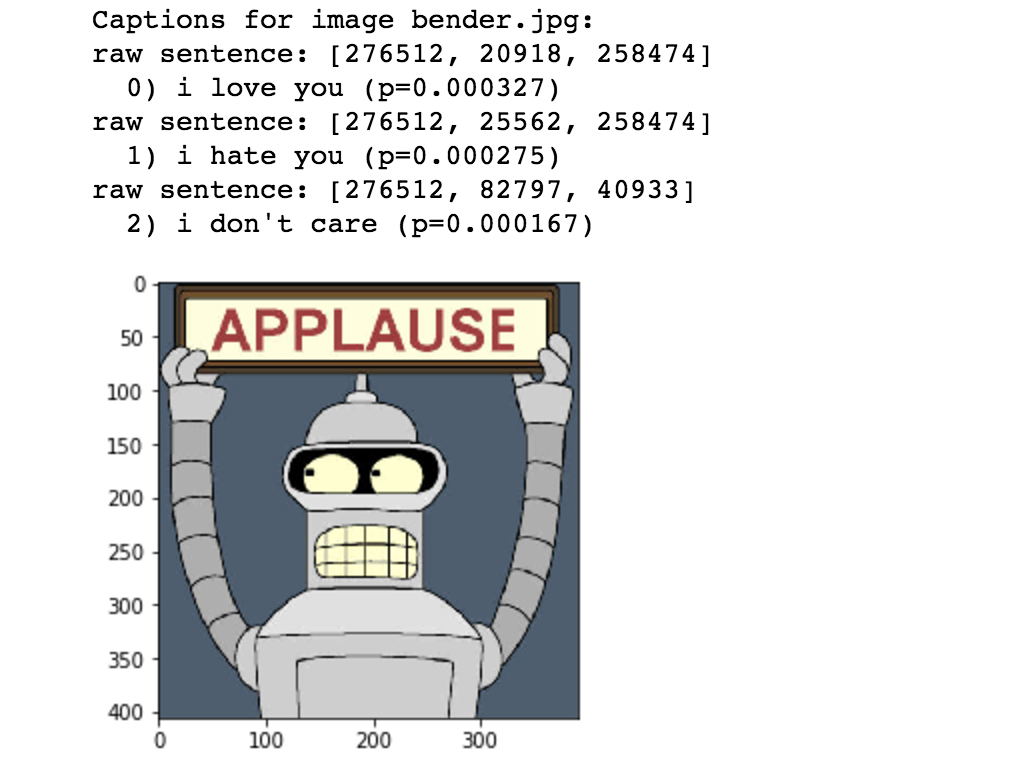 Captions for image bender.jpg:
raw sentence: [276512, 20918, 258474]
0) i love you (p=0.000327)
raw sentence: [276512, 25562, 258474]
1) i hate you (p=0.000275)
raw sentence: [276512, 82797, 40933]
2) i don't care (p=0.000167)
0
APPLAUSE
50
100
150
200
250
300
350
400
0 100 200 300